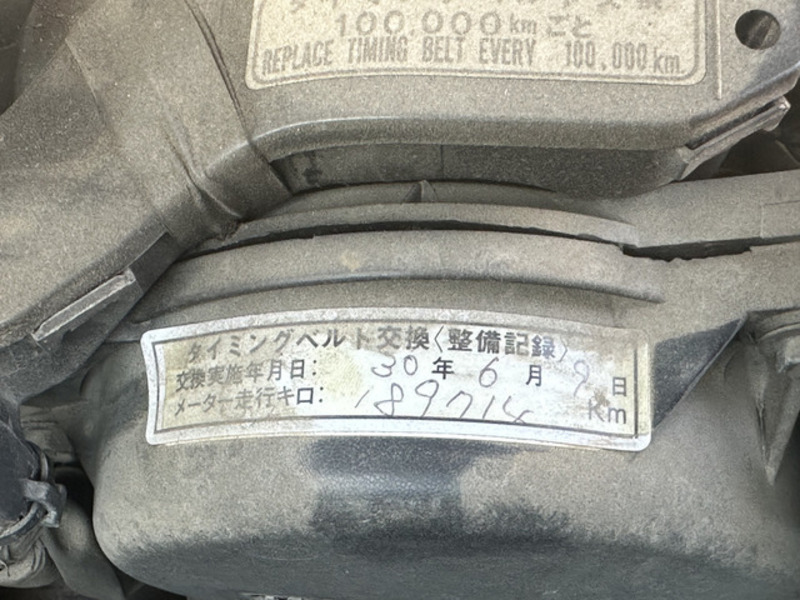 100,000kmごと
REPLACE TIMING BELT EVERY 100,000km
タイミングベルト交換〈整備記録〉
交換実施年月日: 30年 6月 9日
メーター走行キロ: 189714 Km